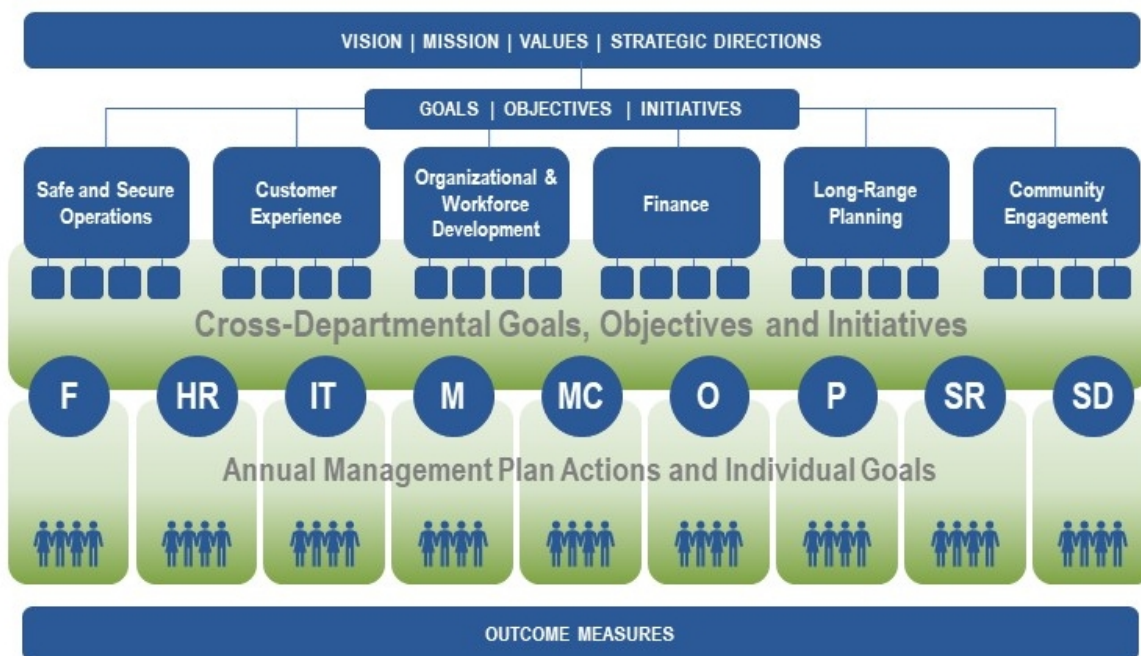 VISION | MISSION | VALUES | STRATEGIC DIRECTIONS
GOALS | OBJECTIVES | INITIATIVES
Safe and Secure
Operations
Customer
Experience
Organizational &
Workforce
Development
Finance
Long-Range
Planning
Community
Engagement
Cross-Departmental Goals, Objectives and Initiatives
F HR IT M MC O P SR SD
Annual Management Plan Actions and Individual Goals
OUTCOME MEASURES